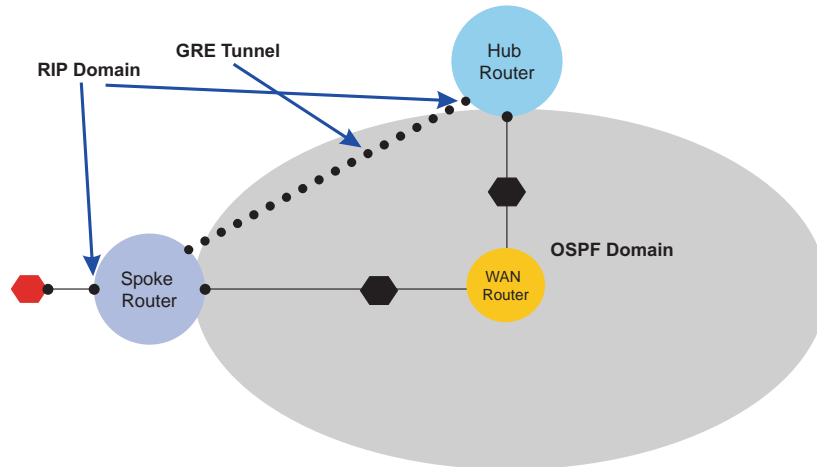 GRE Tunnel
RIP Domain
Hub
Router
OSPF Domain
Spoke
Router
WAN
Router